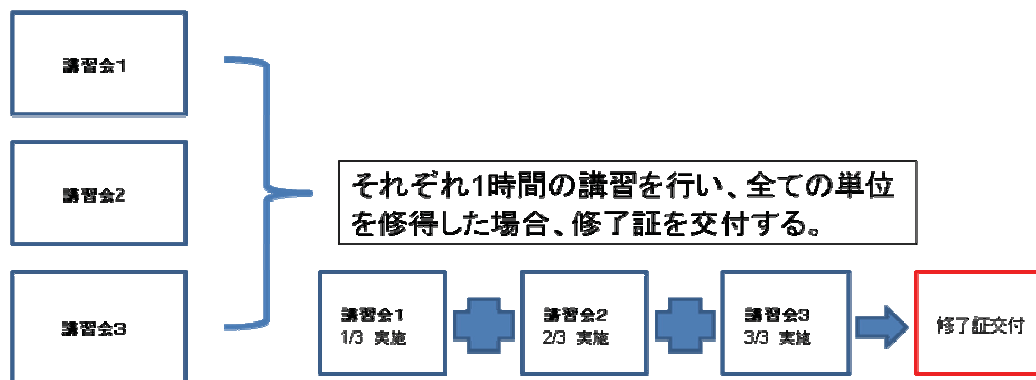 講習会1
講習会2
講習会3
それぞれ1時間の講習を行い、全ての単位
を修得した場合、修了証を交付する。
講習会1
1/3 実施
講習会2
2/3 実施
講習会3
3/3 実施
修了証交付